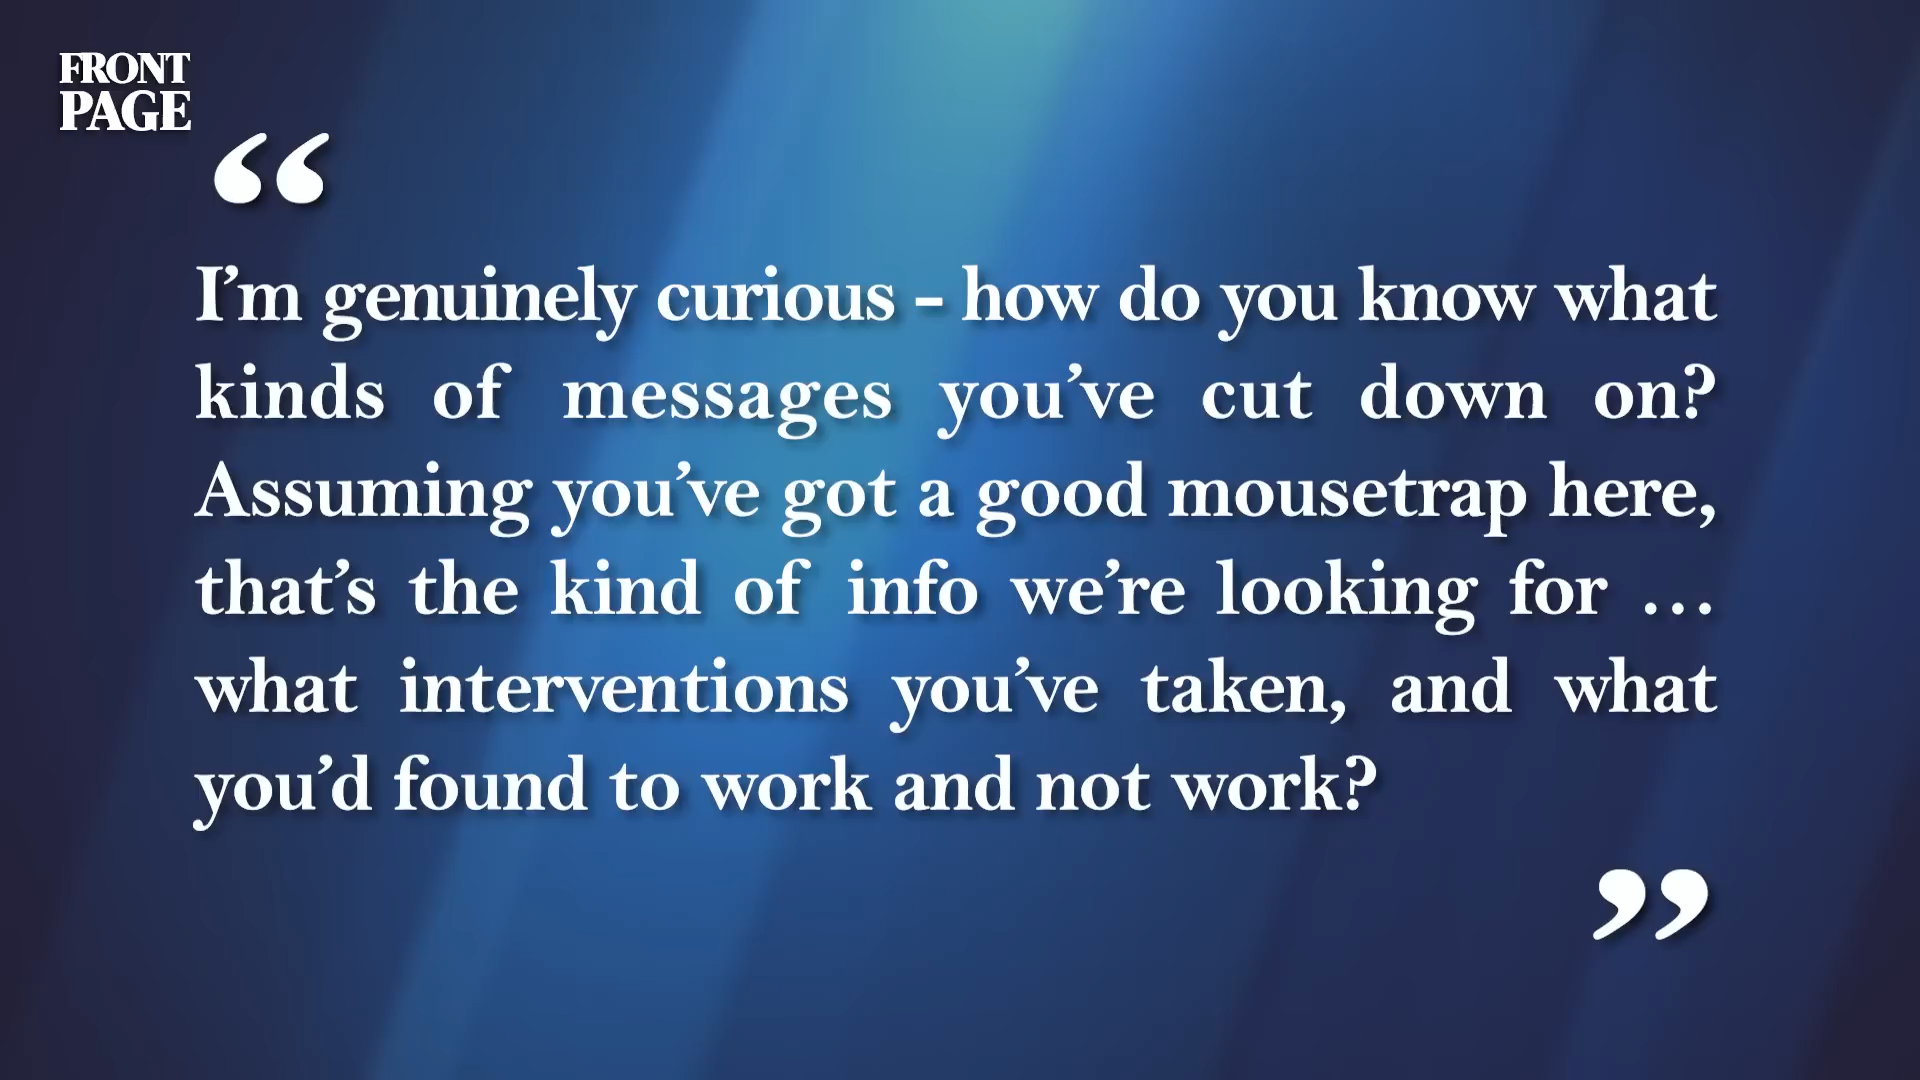 FRONT
PAGE
“
I’m genuinely curious – how do you know what
kinds of messages you’ve cut down on?
Assuming you’ve got a good mousetrap here,
that’s the kind of info we’re looking for …
what interventions you’ve taken, and what
you’d found to work and not work?
”